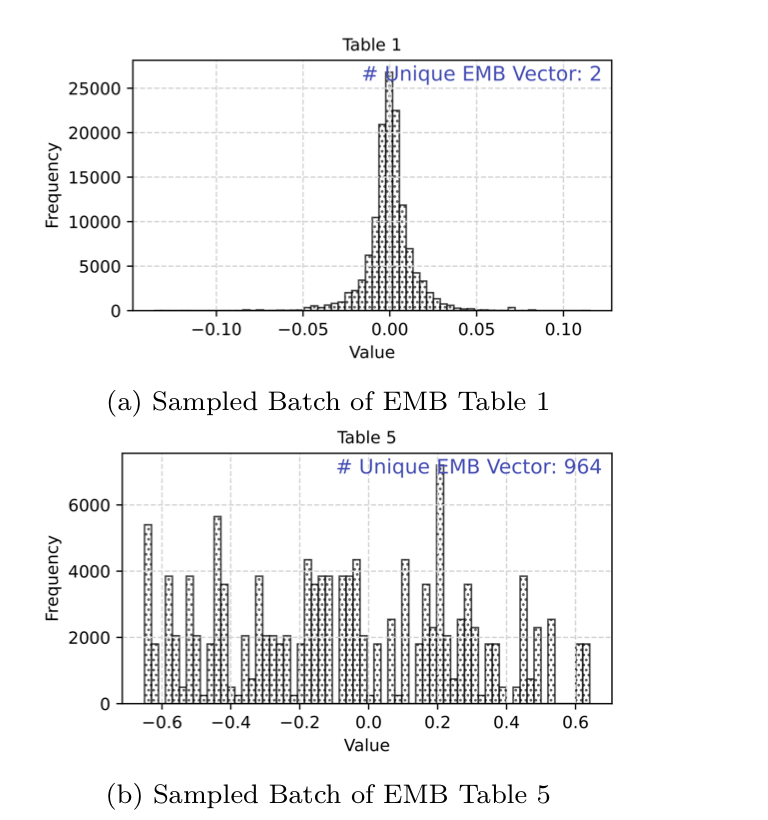 Table 1
# Unique EMB Vector: 2
25000
20000
15000
10000
5000
0
Frequency
−0.10 −0.05 0.00 0.05 0.10
Value
(a) Sampled Batch of EMB Table 1
Table 5
# Unique EMB Vector: 964
6000
4000
2000
0
Frequency
−0.6 −0.4 −0.2 0.0 0.2 0.4 0.6
Value
(b) Sampled Batch of EMB Table 5